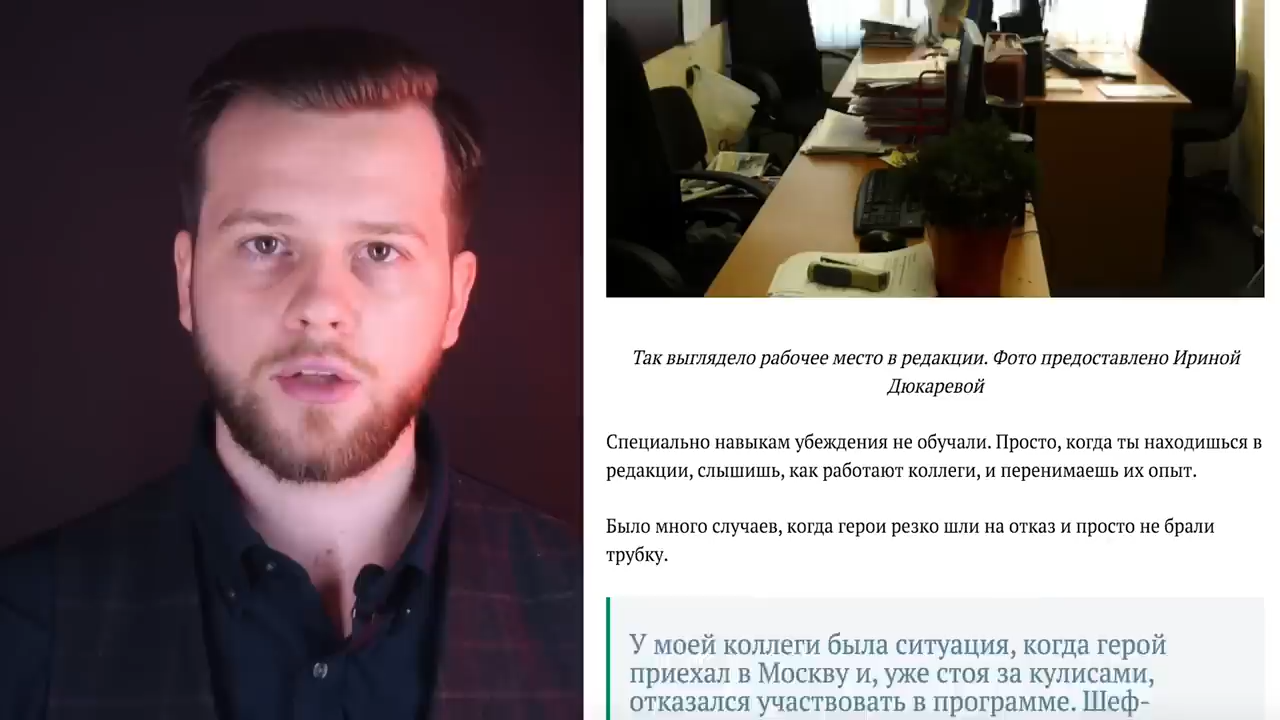 Так выглядело рабочее место в редакции. Фото предоставлено Ириной
Дюкаревой
Специально навыкам убеждения не обучали. Просто, когда ты находишься в
редакции, слышишь, как работают коллеги, и перенимаешь их опыт.
Было много случаев, когда герои резко шли на отказ и просто не брали
трубку.
У моей коллеги была ситуация, когда герой
приехал в Москву и, уже стоя за кулисами,
отказался участвовать в программе. Шеф-